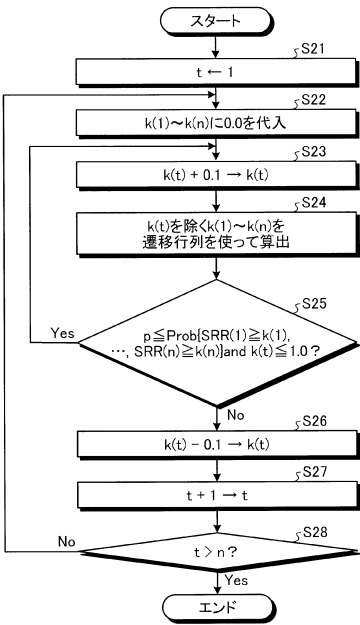 スタート
S21
t ← 1
S22
k(1)～k(n)に0.0を代入
S23
k(t) + 0.1 → k(t)
S24
k(t)を除くk(1)～k(n)を
遷移行列を使って算出
S25
p≦Prob{SRR(1)≧k(1),
…, SRR(n)≧k(n)}and k(t)≦1.0？
Yes
No
S26
k(t) - 0.1 → k(t)
S27
t + 1 → t
S28
t > n？
No
Yes
エンド